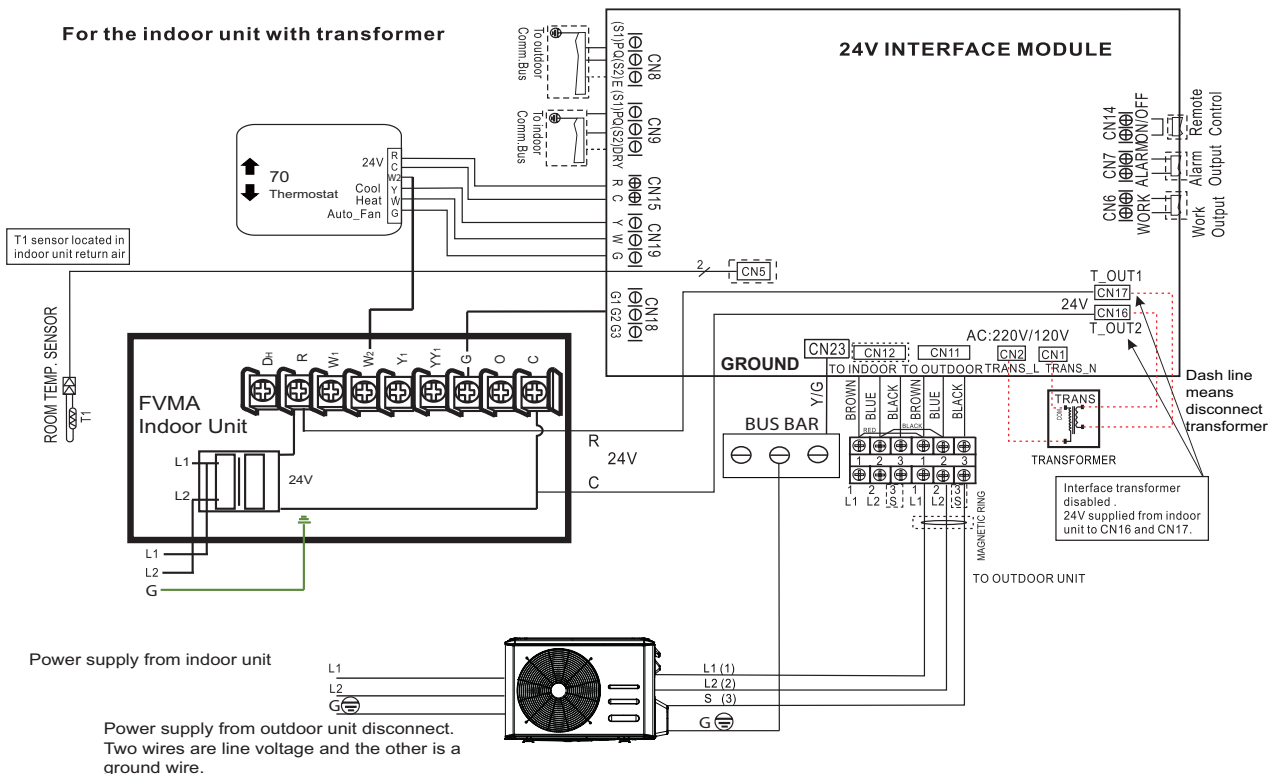 For the indoor unit with transformer
24V INTERFACE MODULE
To outdoor
Comm.Bus
(S1)PQ(S2)E
CN8
To indoor
Comm.Bus
(S1)PQ(S2)DRY
CN9
R C
CN15
Y W G
CN19
G1 G2 G3
CN18
CN14
ON/OFF
Remote
Control
CN7
ALARM
Alarm
Output
CN6
WORK
Work
Output
70
Thermostat
24V
Cool
Heat
Auto_Fan
R
C
W2
Y
W
G
T1 sensor located in
indoor unit return air
2
CN5
ROOM TEMP. SENSOR
T1
T_OUT1
CN17
24V
CN16
T_OUT2
AC:220V/120V
CN2
CN1
TRANS_L
TRANS_N
GROUND
CN23
CN12
CN11
TO INDOOR
TO OUTDOOR
Y/G
BROWN
BLUE
BLACK
BROWN
BLUE
BLACK
RED
BLACK
BUS BAR
1 2 3 1 2 3
1 2 3 1 2 3
L1 L2 S L1 L2 S
MAGNETIC RING
TO OUTDOOR UNIT
TRANS
TRANSFORMER
Dash line
means
disconnect
transformer
Interface transformer
disabled .
24V supplied from indoor
unit to CN16 and CN17.
DH R W1 W2 Y1 YY1 G O C
FVMA
Indoor Unit
L1
L2
24V
R
24V
C
L1
L2
G
Power supply from indoor unit
L1
L2
G
L1 (1)
L2 (2)
S (3)
G
Power supply from outdoor unit disconnect.
Two wires are line voltage and the other is a
ground wire.